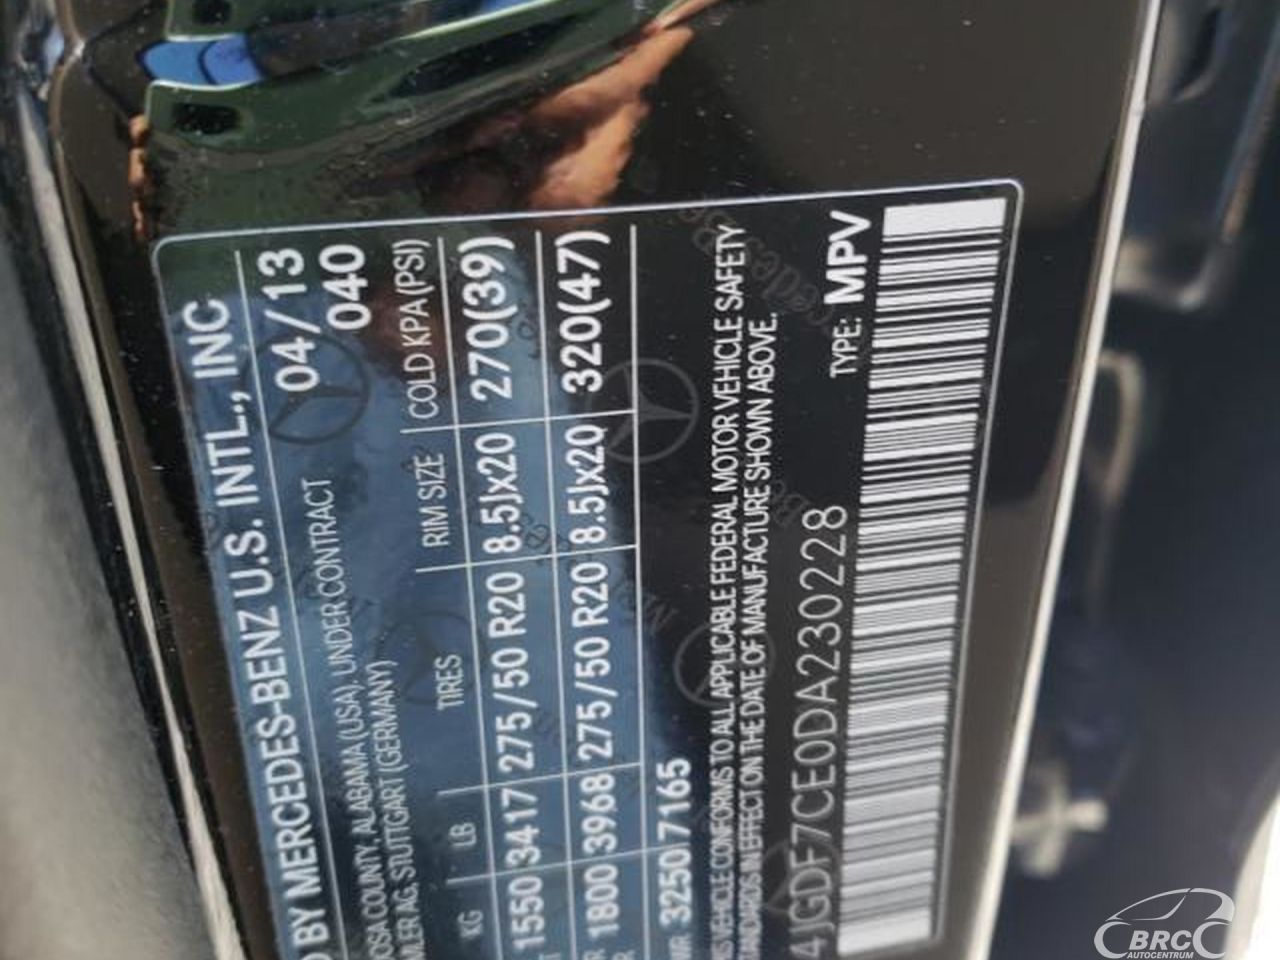 D BY MERCEDES-BENZ U.S. INTL., INC
OOSA COUNTY, ALABAMA (USA), UNDER CONTRACT 04/13
MLER AG, STUTTGART (GERMANY) 040
KG LB TIRES RIM SIZE COLD KPA (PSI)
1550 3417 275/50 R20 8.5Jx20 270(39)
1800 3968 275/50 R20 8.5Jx20 320(47)
WR 3250 7165
IS VEHICLE CONFORMS TO ALL APPLICABLE FEDERAL MOTOR VEHICLE SAFETY
TANDARDS IN EFFECT ON THE DATE OF MANUFACTURE SHOWN ABOVE.
4JGDF7CE0DA230228 TYPE: MPV
BRC
AUTOCENTRUM